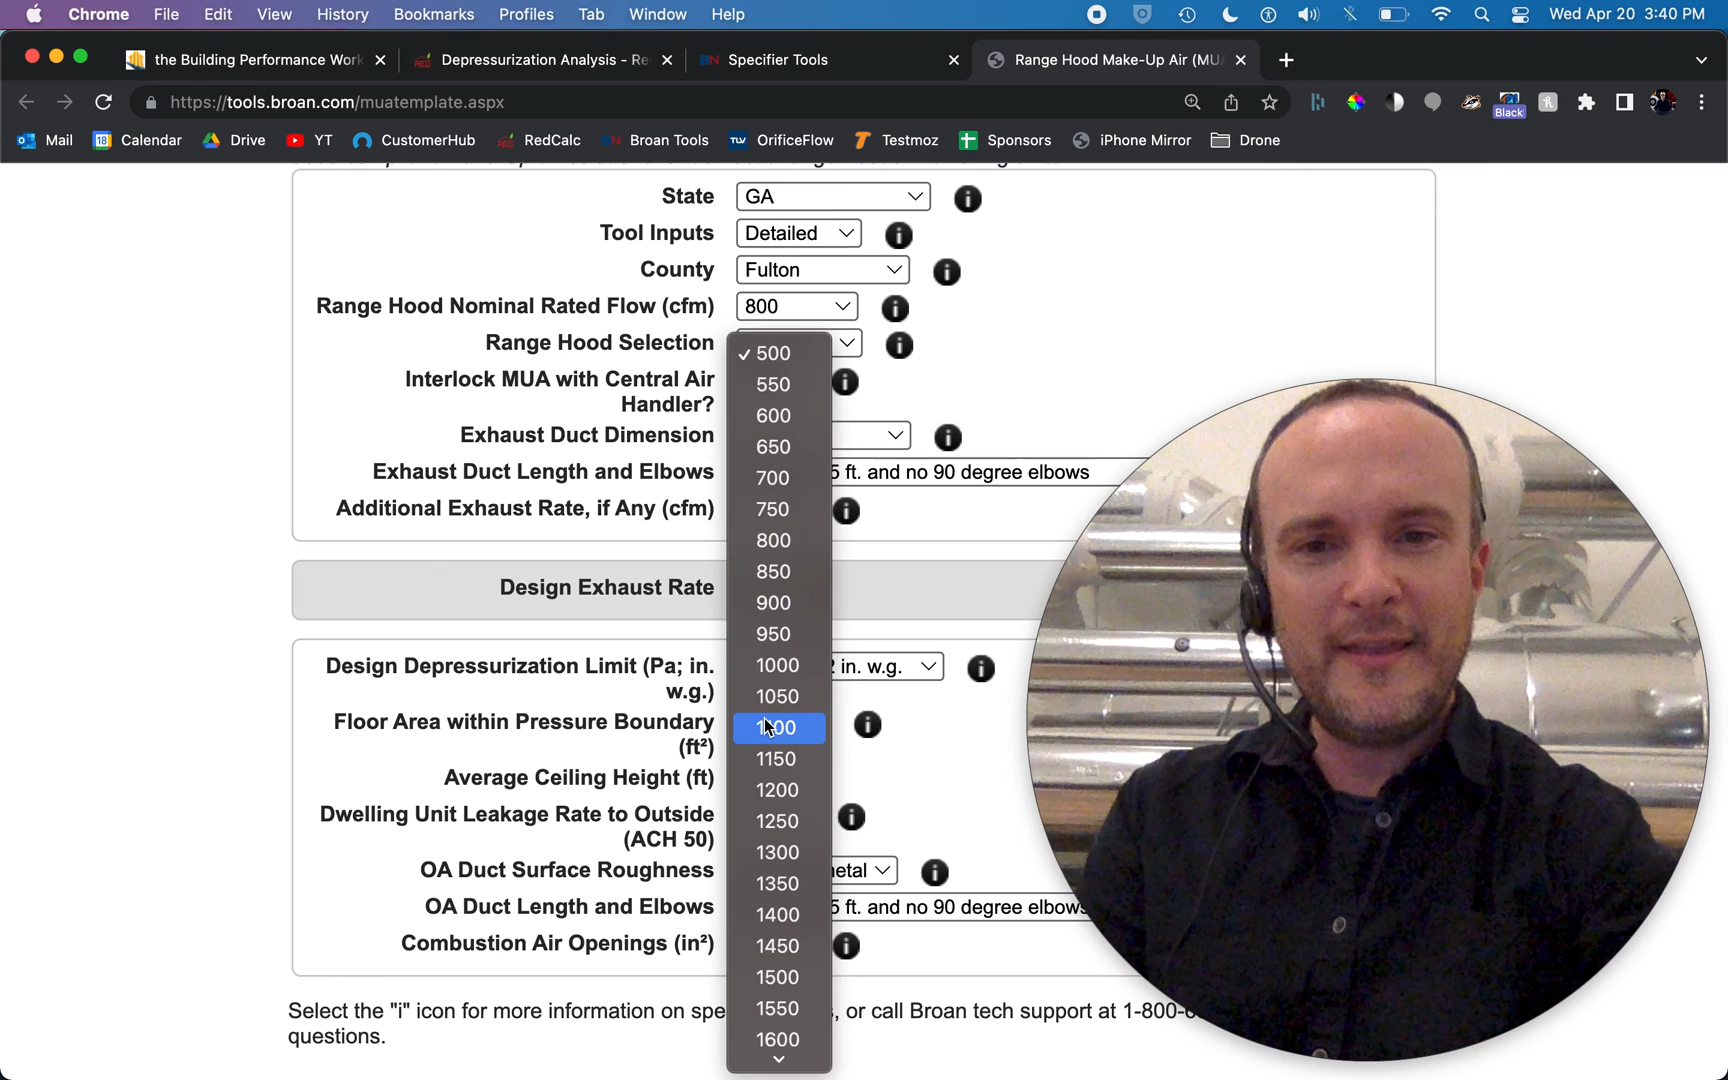 Chrome File Edit View History Bookmarks Profiles Tab Window Help Wed Apr 20 3:40 PM
the Building Performance Work Depressurization Analysis - Re Specifier Tools Range Hood Make-Up Air (MUA
https://tools.broan.com/muatemplate.aspx
Black
Mail Calendar Drive YT CustomerHub RedCalc Broan Tools OrificeFlow Testmoz Sponsors iPhone Mirror Drone
State GA
Tool Inputs Detailed
County Fulton
Range Hood Nominal Rated Flow (cfm) 800
Range Hood Selection
Interlock MUA with Central Air
Handler?
Exhaust Duct Dimension
Exhaust Duct Length and Elbows 5 ft. and no 90 degree elbows
Additional Exhaust Rate, if Any (cfm)
Design Exhaust Rate
Design Depressurization Limit (Pa; in. in. w.g.
w.g.)
Floor Area within Pressure Boundary
(ft²)
Average Ceiling Height (ft)
Dwelling Unit Leakage Rate to Outside
(ACH 50)
OA Duct Surface Roughness etal
OA Duct Length and Elbows 5 ft. and no 90 degree elbows
Combustion Air Openings (in²)
✓ 500
550
600
650
700
750
800
850
900
950
1000
1050
1100
1150
1200
1250
1300
1350
1400
1450
1500
1550
1600
Select the "i" icon for more information on spe , or call Broan tech support at 1-800-
questions.